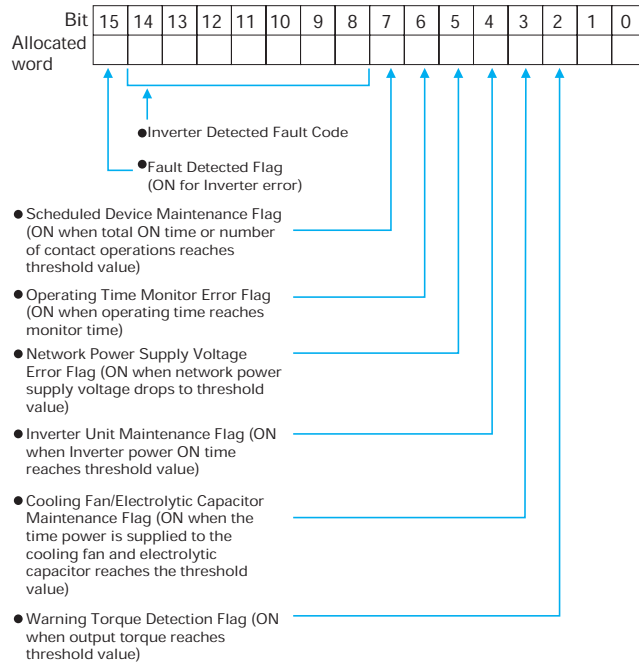 Bit 15 14 13 12 11 10 9 8 7 6 5 4 3 2 1 0
Allocated
word
●Inverter Detected Fault Code
●Fault Detected Flag
(ON for Inverter error)
● Scheduled Device Maintenance Flag
(ON when total ON time or number
of contact operations reaches
threshold value)
● Operating Time Monitor Error Flag
(ON when operating time reaches
monitor time)
● Network Power Supply Voltage
Error Flag (ON when network power
supply voltage drops to threshold
value)
● Inverter Unit Maintenance Flag (ON
when Inverter power ON time
reaches threshold value)
● Cooling Fan/Electrolytic Capacitor
Maintenance Flag (ON when the
time power is supplied to the
cooling fan and electrolytic
capacitor reaches the threshold
value)
● Warning Torque Detection Flag (ON
when output torque reaches
threshold value)